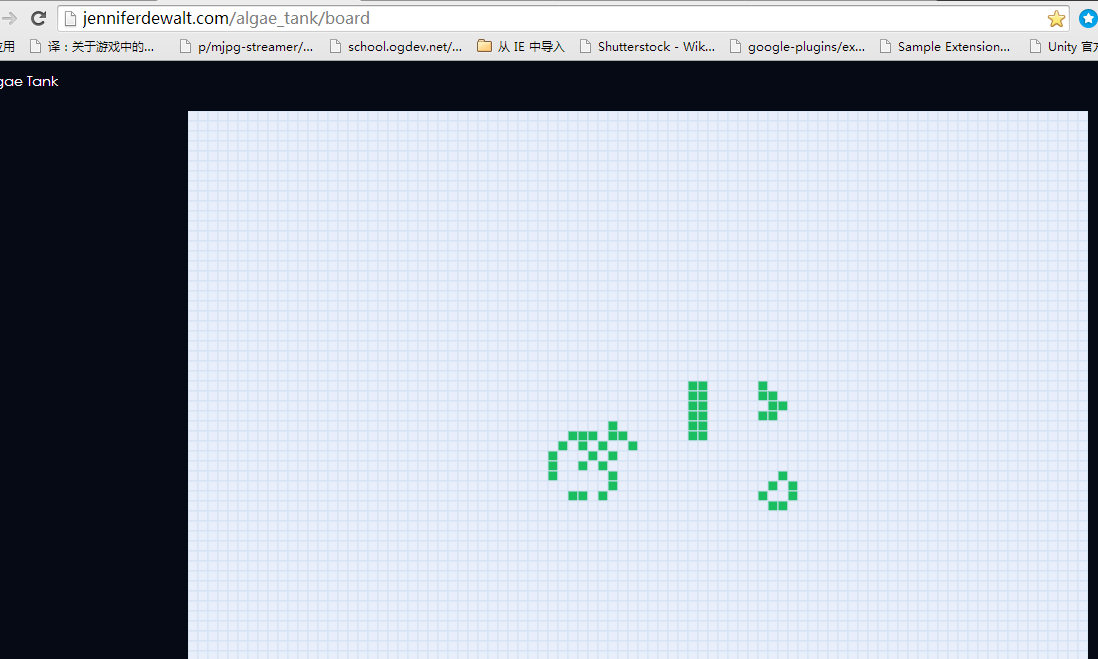 jenniferdewalt.com/algae_tank/board
应用 译：关于游戏中的... p/mjpg-streamer/... school.ogdev.net/... 从 IE 中导入 Shutterstock - Wik... google-plugins/ex... Sample Extension... Unity 官方
gae Tank